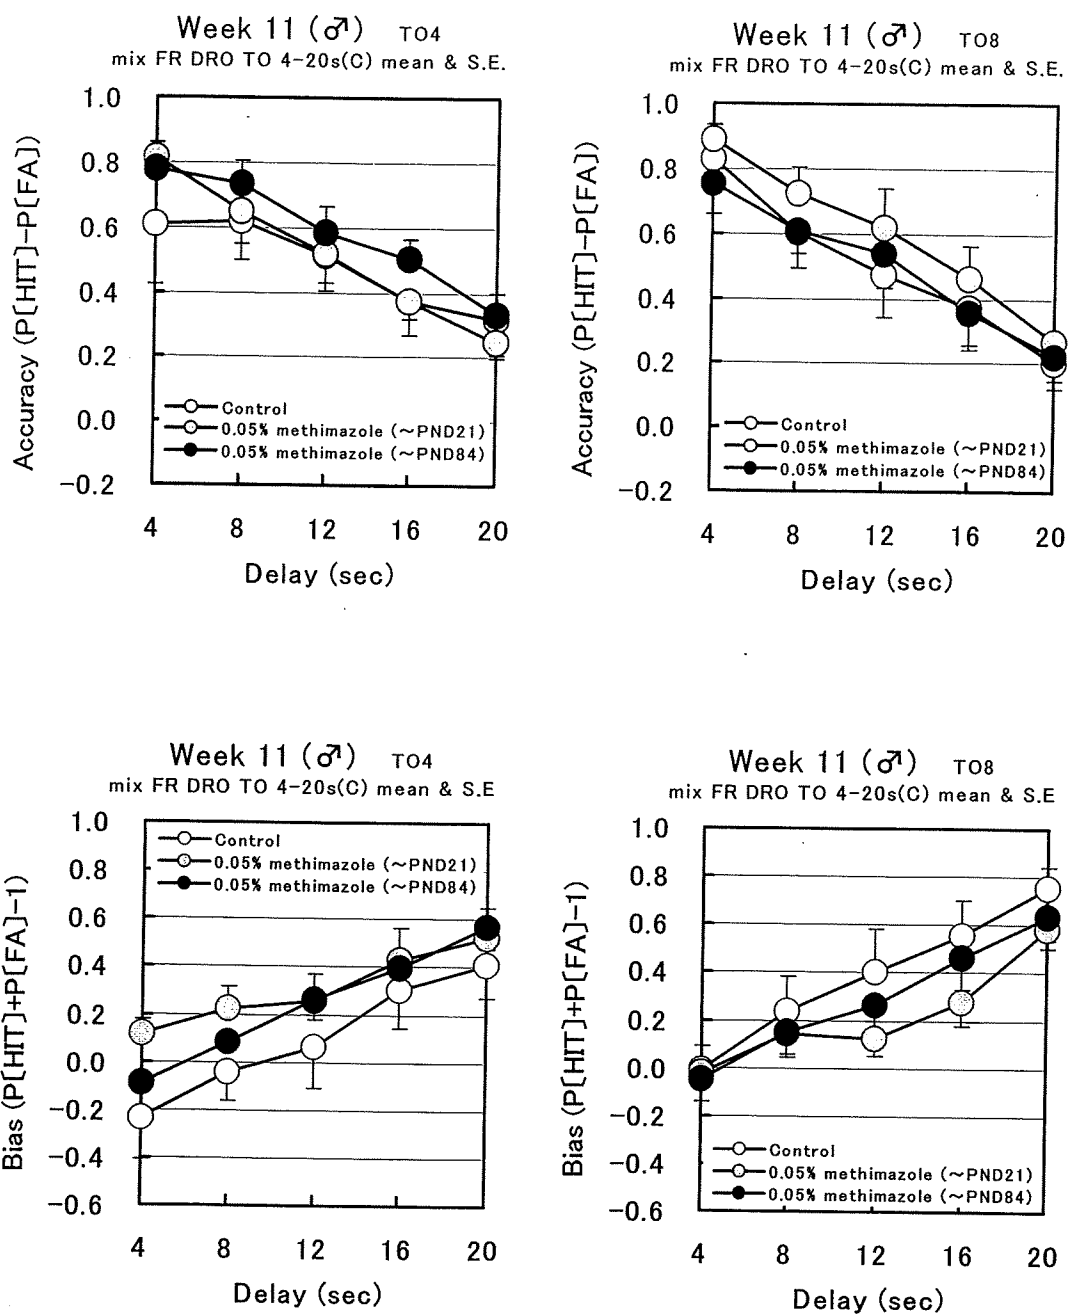 Week 11 (♂) TO4
mix FR DRO TO 4-20s(C) mean & S.E.
Accuracy (P[HIT]-P[FA])
1.0
0.8
0.6
0.4
0.2
0.0
-0.2
Control
0.05% methimazole (~PND21)
0.05% methimazole (~PND84)
4 8 12 16 20
Delay (sec)
Week 11 (♂) TO8
mix FR DRO TO 4-20s(C) mean & S.E.
Accuracy (P[HIT]-P[FA])
1.0
0.8
0.6
0.4
0.2
0.0
-0.2
Control
0.05% methimazole (~PND21)
0.05% methimazole (~PND84)
4 8 12 16 20
Delay (sec)
Week 11 (♂) TO4
mix FR DRO TO 4-20s(C) mean & S.E
Bias (P[HIT]+P[FA]-1)
1.0
0.8
0.6
0.4
0.2
0.0
-0.2
-0.4
-0.6
Control
0.05% methimazole (~PND21)
0.05% methimazole (~PND84)
4 8 12 16 20
Delay (sec)
Week 11 (♂) TO8
mix FR DRO TO 4-20s(C) mean & S.E
Bias (P[HIT]+P[FA]-1)
1.0
0.8
0.6
0.4
0.2
0.0
-0.2
-0.4
-0.6
Control
0.05% methimazole (~PND21)
0.05% methimazole (~PND84)
4 8 12 16 20
Delay (sec)